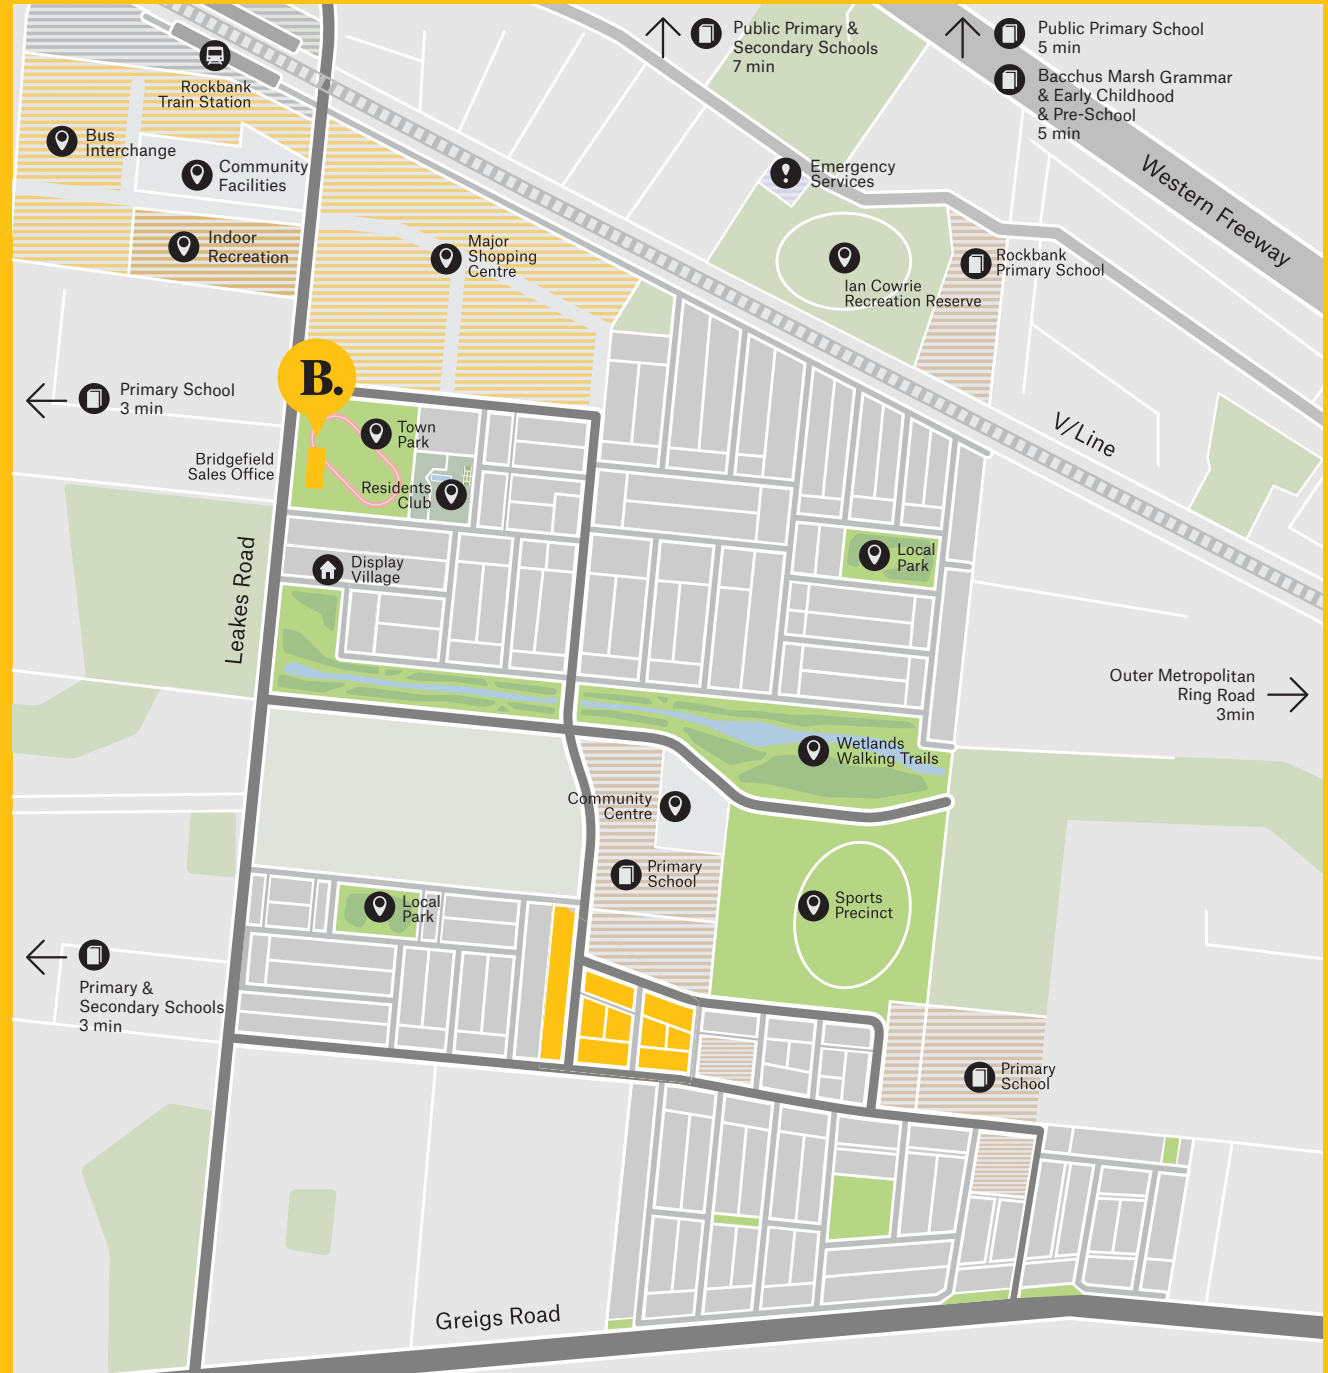 Public Primary &
Secondary Schools
7 min
Public Primary School
5 min
Bacchus Marsh Grammar
& Early Childhood
& Pre-School
5 min
Rockbank
Train Station
Bus
Interchange
Community
Facilities
Emergency
Services
Western Freeway
Indoor
Recreation
Major
Shopping
Centre
Ian Cowrie
Recreation Reserve
Rockbank
Primary School
B.
Primary School
3 min
Town
Park
V/Line
Bridgefield
Sales Office
Residents
Club
Display
Village
Local
Park
Leakes Road
Outer Metropolitan
Ring Road
3min
Wetlands
Walking Trails
Community
Centre
Primary
School
Sports
Precinct
Local
Park
Primary &
Secondary Schools
3 min
Primary
School
Greigs Road